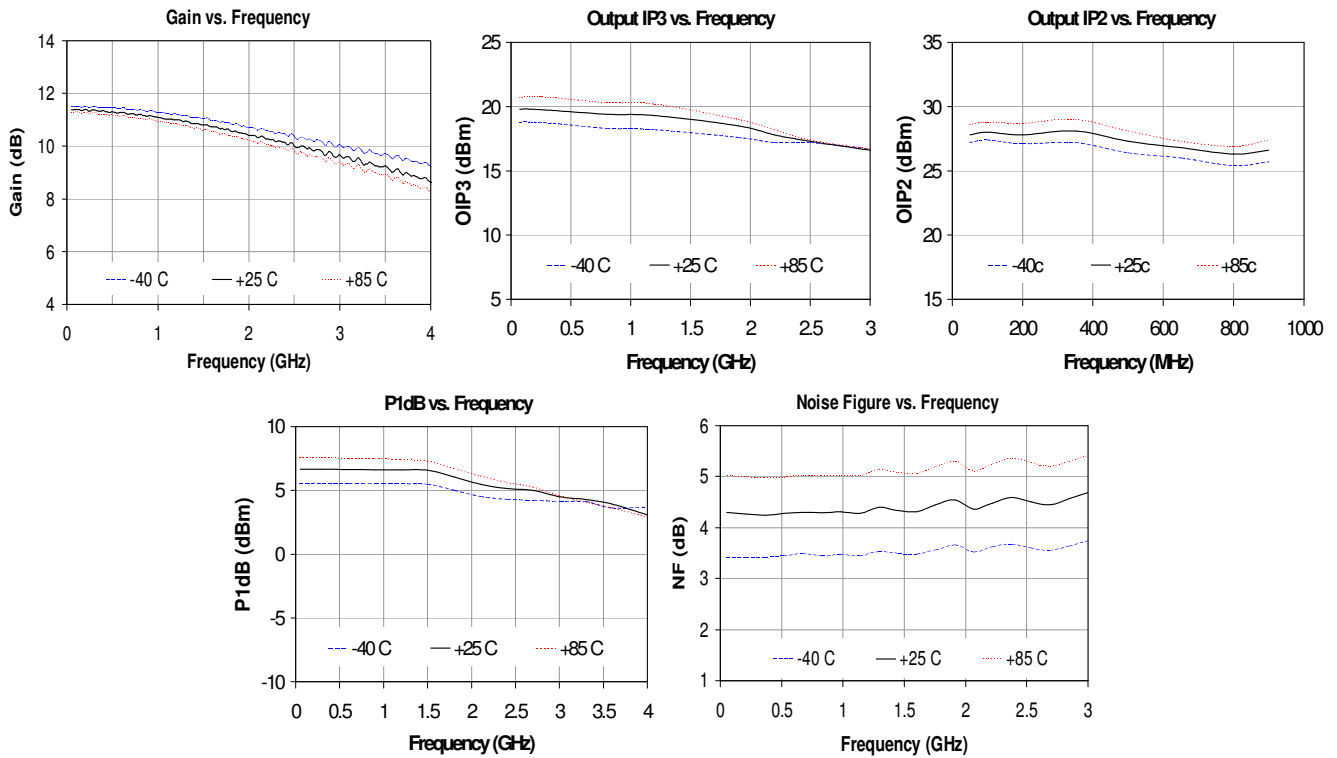 Gain vs. Frequency
14
12
10
8
6
4
Gain (dB)
-40 C
+25 C
+85 C
0
1
2
3
4
Frequency (GHz)
Output IP3 vs. Frequency
25
20
15
10
5
OIP3 (dBm)
-40 C
+25 C
+85 C
0
0.5
1
1.5
2
2.5
3
Frequency (GHz)
Output IP2 vs. Frequency
35
30
25
20
15
OIP2 (dBm)
-40c
+25c
+85c
0
200
400
600
800
1000
Frequency (MHz)
P1dB vs. Frequency
10
5
0
-5
-10
P1dB (dBm)
-40 C
+25 C
+85 C
0
0.5
1
1.5
2
2.5
3
3.5
4
Frequency (GHz)
Noise Figure vs. Frequency
6
5
4
3
2
1
NF (dB)
-40 C
+25 C
+85 C
0
0.5
1
1.5
2
2.5
3
Frequency (GHz)